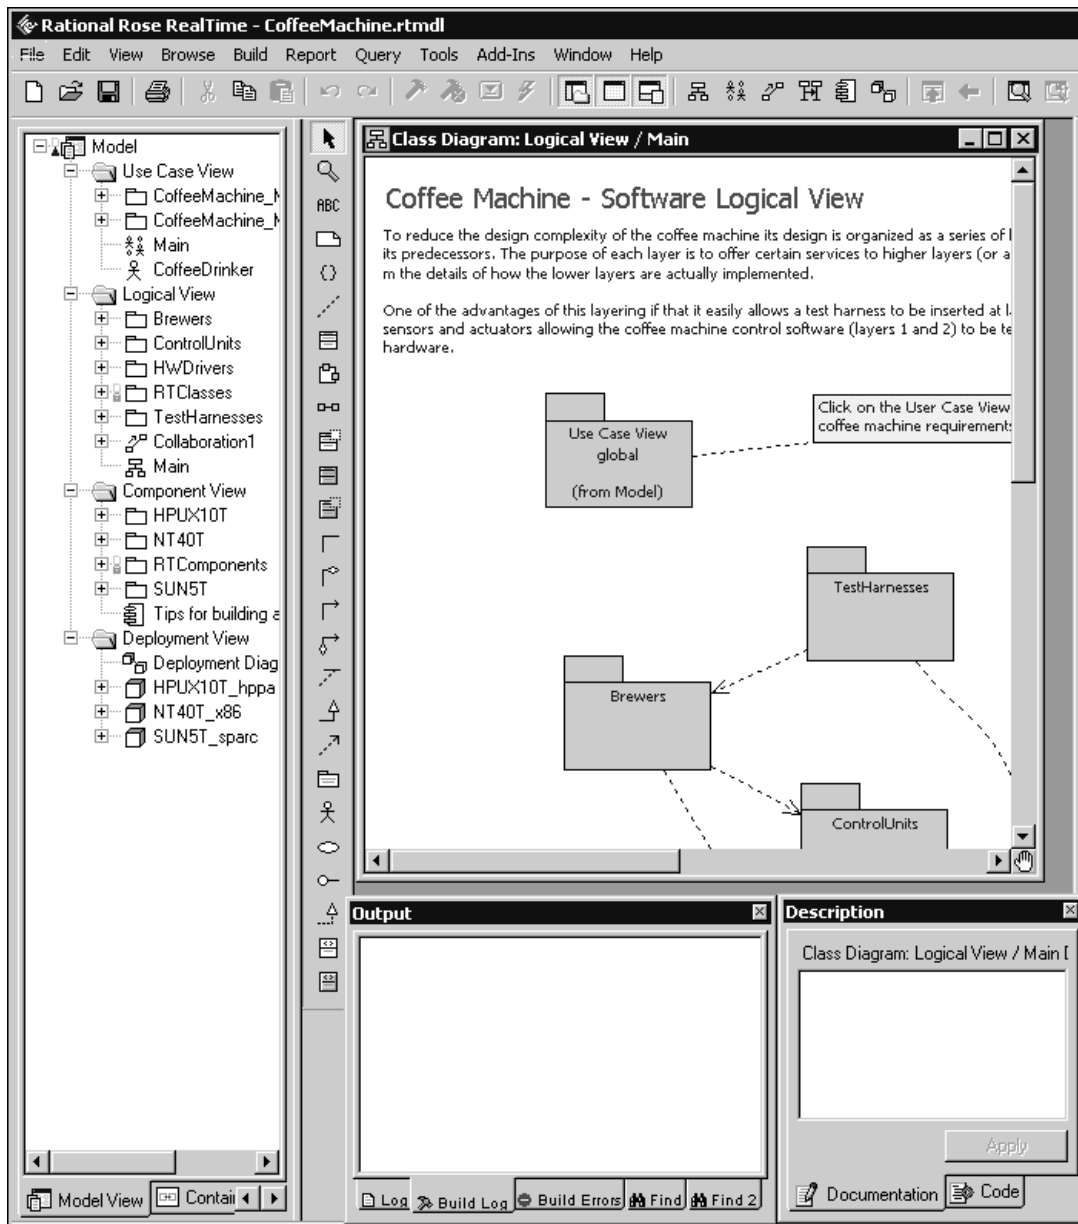 Rational Rose RealTime - CoffeeMachine.rtmdl
File Edit View Browse Build Report Query Tools Add-Ins Window Help
Model
Use Case View
CoffeeMachine_
CoffeeMachine_
Main
CoffeeDrinker
Logical View
Brewers
ControlUnits
HWDrivers
RTClasses
TestHarnesses
Collaboration1
Main
Component View
HPUX10T
NT40T
RTComponents
SUN5T
Tips for building a
Deployment View
Deployment Diag
HPUX10T_hppa
NT40T_x86
SUN5T_sparc
Model View Contai
ABC
Class Diagram: Logical View / Main
Coffee Machine - Software Logical View
To reduce the design complexity of the coffee machine its design is organized as a series of
its predecessors. The purpose of each layer is to offer certain services to higher layers (or a
m the details of how the lower layers are actually implemented.
One of the advantages of this layering if that it easily allows a test harness to be inserted at
sensors and actuators allowing the coffee machine control software (layers 1 and 2) to be te
hardware.
Use Case View
global
(from Model)
Click on the User Case View
coffee machine requirements
TestHarnesses
Brewers
ControlUnits
Output
Log Build Log Build Errors Find Find 2
Description
Class Diagram: Logical View / Main
Apply
Documentation Code